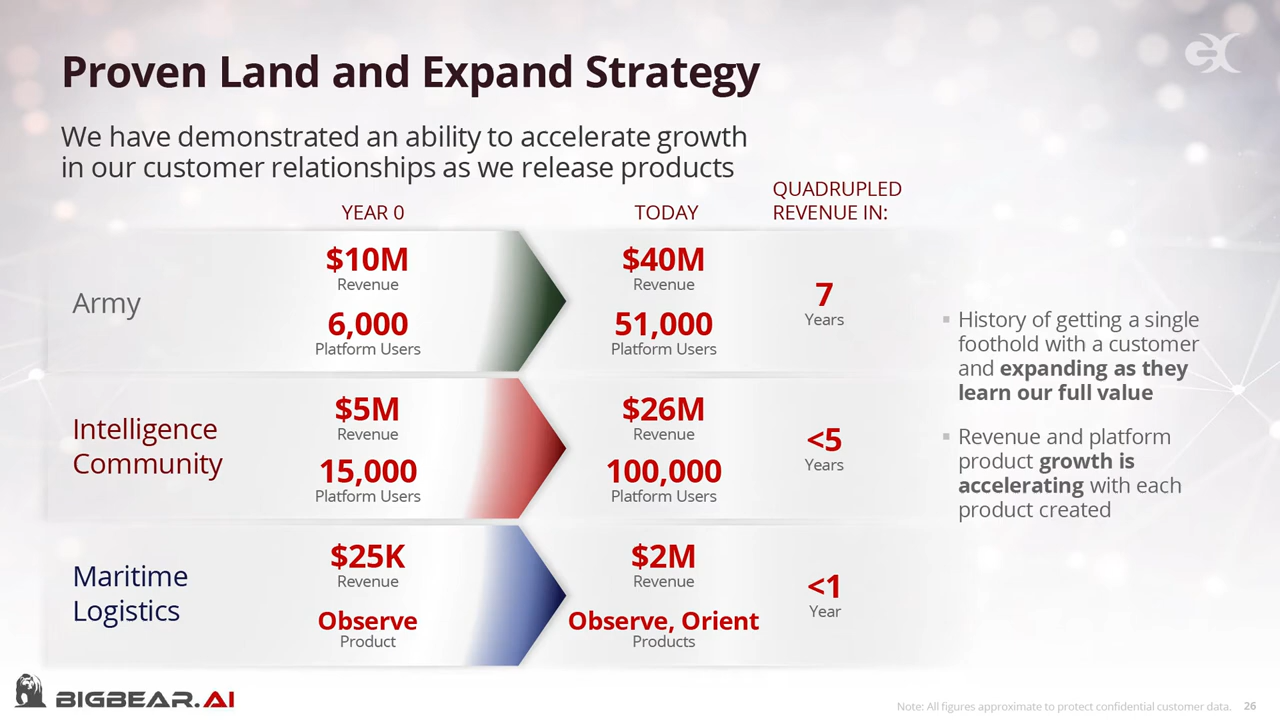 Proven Land and Expand Strategy
We have demonstrated an ability to accelerate growth
in our customer relationships as we release products
YEAR 0
TODAY
QUADRUPLED
REVENUE IN:
Army
$10M
Revenue
6,000
Platform Users
$40M
Revenue
51,000
Platform Users
7
Years
Intelligence
Community
$5M
Revenue
15,000
Platform Users
$26M
Revenue
100,000
Platform Users
<5
Years
Maritime
Logistics
$25K
Revenue
Observe
Product
$2M
Revenue
Observe, Orient
Products
<1
Year
▪ History of getting a single
foothold with a customer
and expanding as they
learn our full value
▪ Revenue and platform
product growth is
accelerating with each
product created
BIGBEAR.AI
Note: All figures approximate to protect confidential customer data. 26